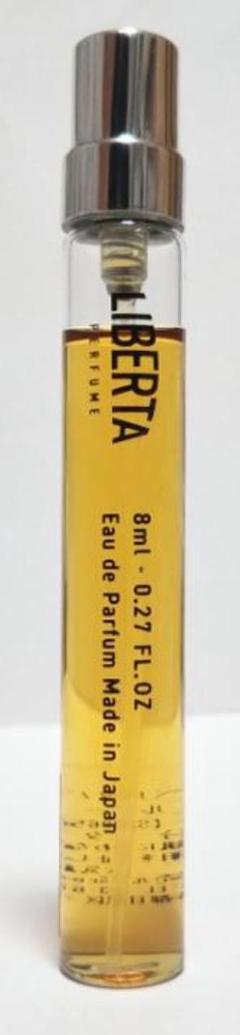 LIBERTA
PERFUME
8ml - 0.27 FL.OZ
Eau de Parfum Made in Japan